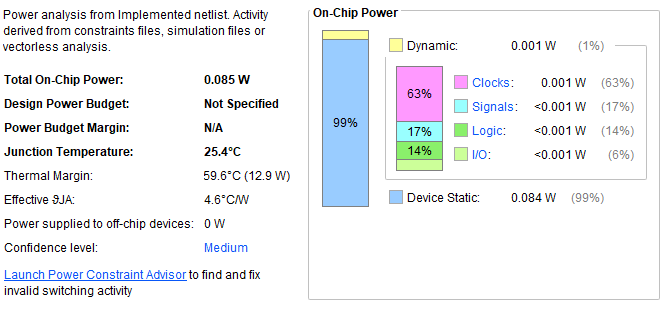 Power analysis from Implemented netlist. Activity
derived from constraints files, simulation files or
vectorless analysis.
Total On-Chip Power: 0.085 W
Design Power Budget: Not Specified
Power Budget Margin: N/A
Junction Temperature: 25.4°C
Thermal Margin: 59.6°C (12.9 W)
Effective ϑJA: 4.6°C/W
Power supplied to off-chip devices: 0 W
Confidence level: Medium
Launch Power Constraint Advisor to find and fix
invalid switching activity
On-Chip Power
99%
Dynamic: 0.001 W (1%)
63%
17%
14%
Clocks: 0.001 W (63%)
Signals: <0.001 W (17%)
Logic: <0.001 W (14%)
I/O: <0.001 W (6%)
Device Static: 0.084 W (99%)